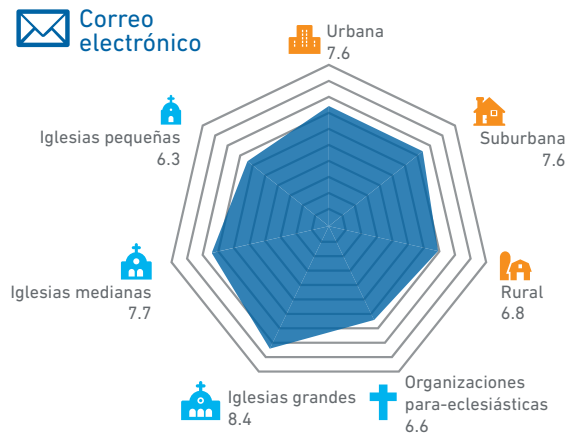 Correo
electrónico
Urbana
7.6
Suburbana
7.6
Rural
6.8
Organizaciones
para-eclesiásticas
6.6
Iglesias grandes
8.4
Iglesias medianas
7.7
Iglesias pequeñas
6.3